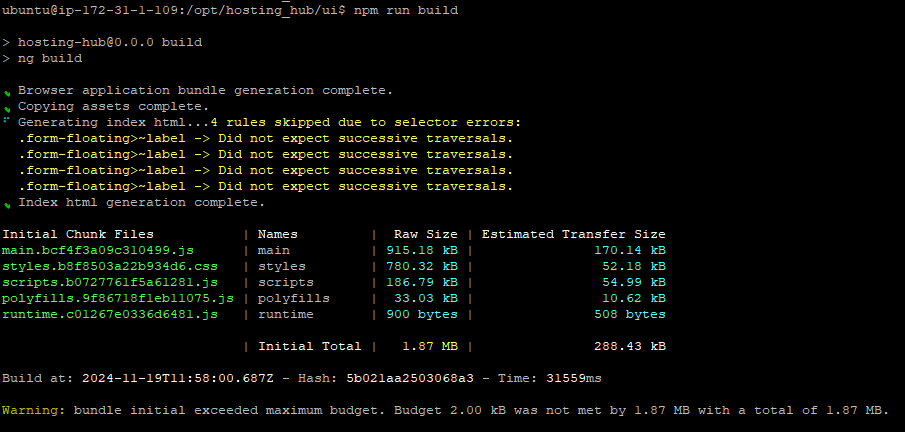 ubuntu@ip-172-31-1-109:/opt/hosting_hub/ui$ npm run build
> hosting-hub@0.0.0 build
> ng build
Browser application bundle generation complete.
Copying assets complete.
Generating index html...4 rules skipped due to selector errors:
.form-floating>~label -> Did not expect successive traversals.
.form-floating>~label -> Did not expect successive traversals.
.form-floating>~label -> Did not expect successive traversals.
.form-floating>~label -> Did not expect successive traversals.
Index html generation complete.
Initial Chunk Files | Names | Raw Size | Estimated Transfer Size
main.bcf4f3a09c310499.js | main | 915.18 kB | 170.14 kB
styles.b8f8503a22b934d6.css | styles | 780.32 kB | 52.18 kB
scripts.b0727761f5a61281.js | scripts | 186.79 kB | 54.99 kB
polyfills.9f86718f1eb11075.js | polyfills | 33.03 kB | 10.62 kB
runtime.c01267e0336d6481.js | runtime | 900 bytes | 508 bytes
| Initial Total | 1.87 MB | 288.43 kB
Build at: 2024-11-19T11:58:00.687Z - Hash: 5b021aa2503068a3 - Time: 31559ms
Warning: bundle initial exceeded maximum budget. Budget 2.00 kB was not met by 1.87 MB with a total of 1.87 MB.